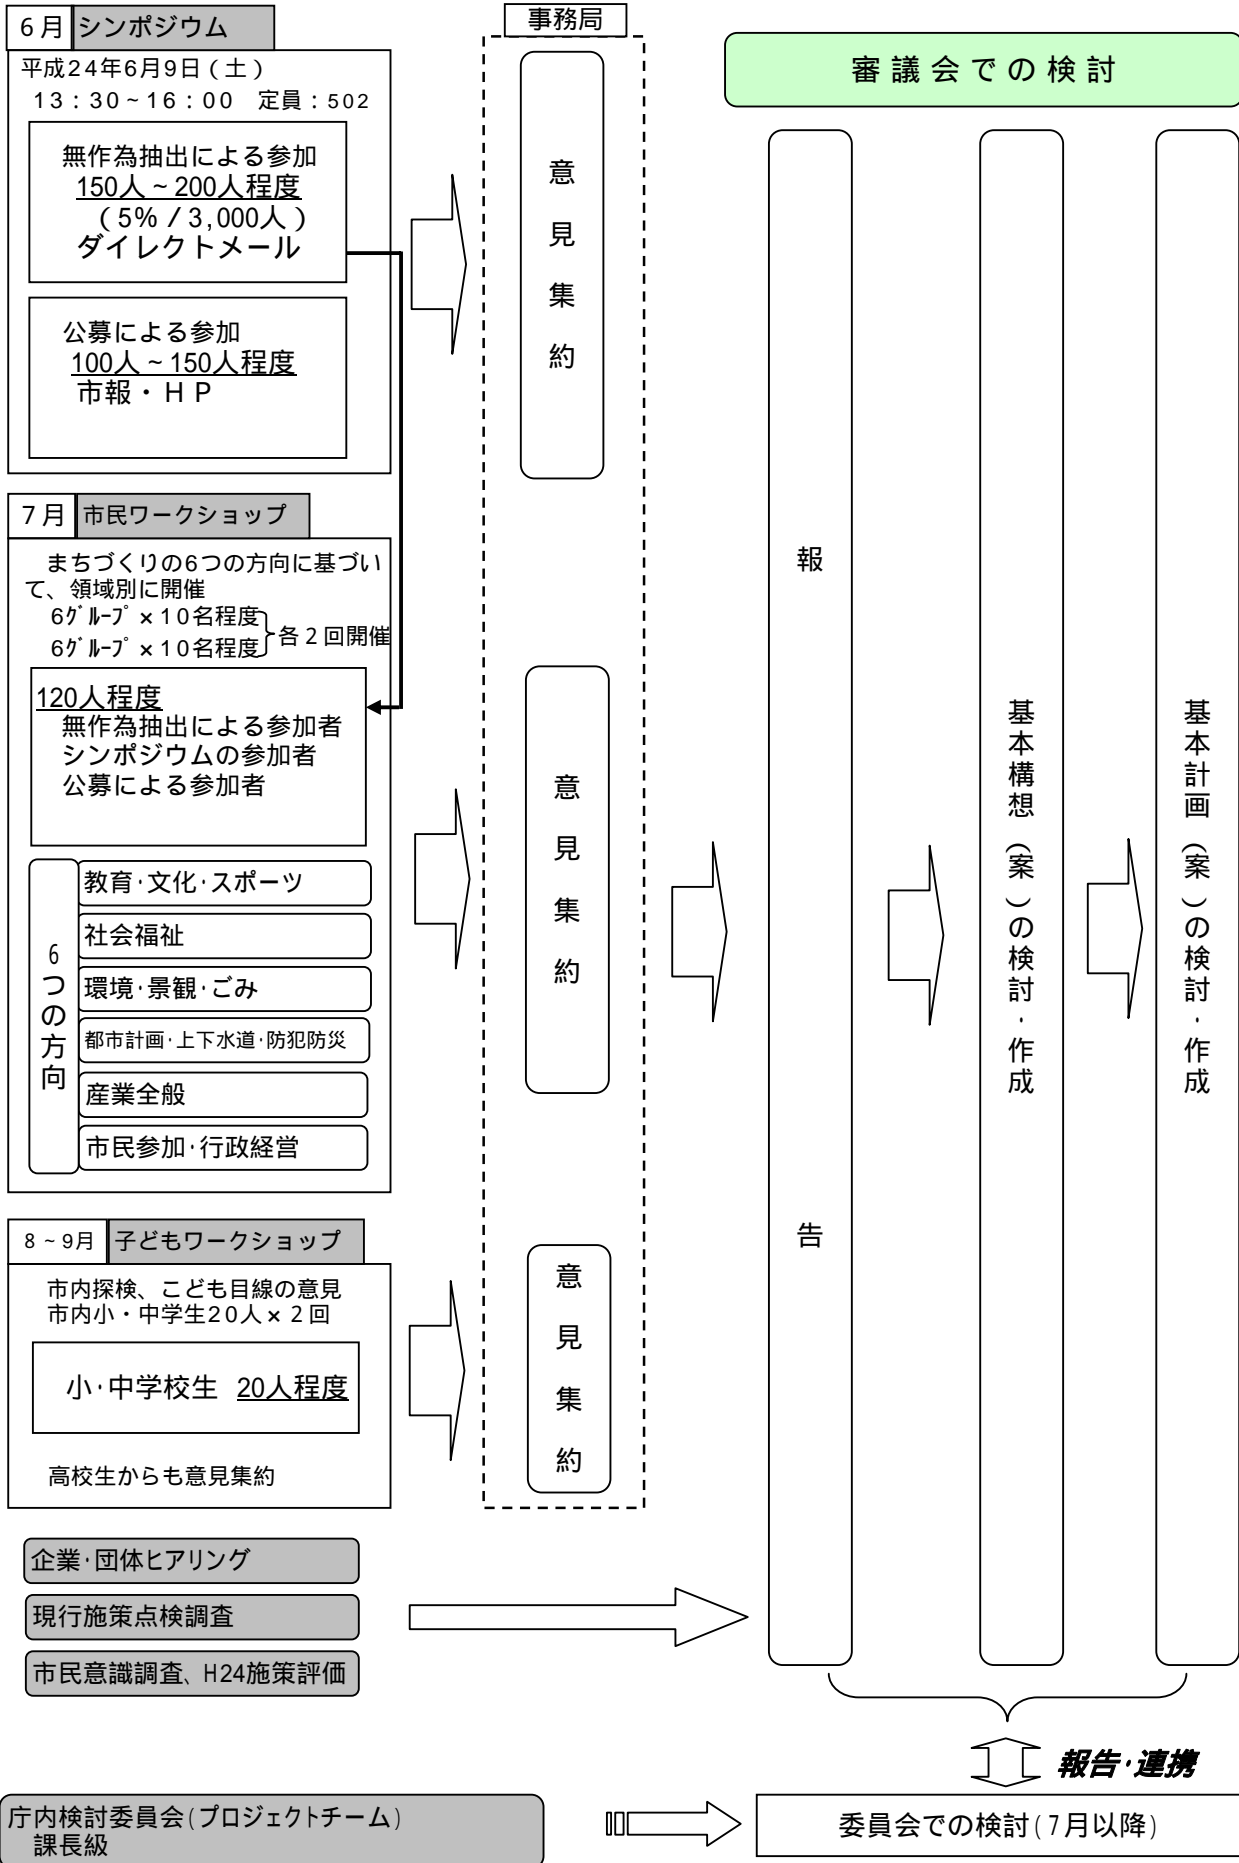 6月 シンポジウム
平成24年6月9日(土)
13：30～16：00　定員：502
無作為抽出による参加
150人～200人程度
(5%/3,000人)
ダイレクトメール
公募による参加
100人～150人程度
市報・HP
7月 市民ワークショップ
まちづくりの6つの方向に基づい
て、領域別に開催
6ｸﾞﾙｰﾌﾟ×10名程度
6ｸﾞﾙｰﾌﾟ×10名程度
各2回開催
120人程度
無作為抽出による参加者
シンポジウムの参加者
公募による参加者
6つの方向
教育･文化･スポーツ
社会福祉
環境･景観･ごみ
都市計画･上下水道･防犯防災
産業全般
市民参加･行政経営
8～9月 子どもワークショップ
市内探検、こども目線の意見
市内小・中学生20人×2回
小･中学校生 20人程度
高校生からも意見集約
企業･団体ヒアリング
現行施策点検調査
市民意識調査、H24施策評価
事務局
意見集約
意見集約
意見集約
審議会での検討
報告
基本構想(案)の検討･作成
基本計画(案)の検討･作成
報告･連携
庁内検討委員会(プロジェクトチーム)
課長級
委員会での検討(7月以降)